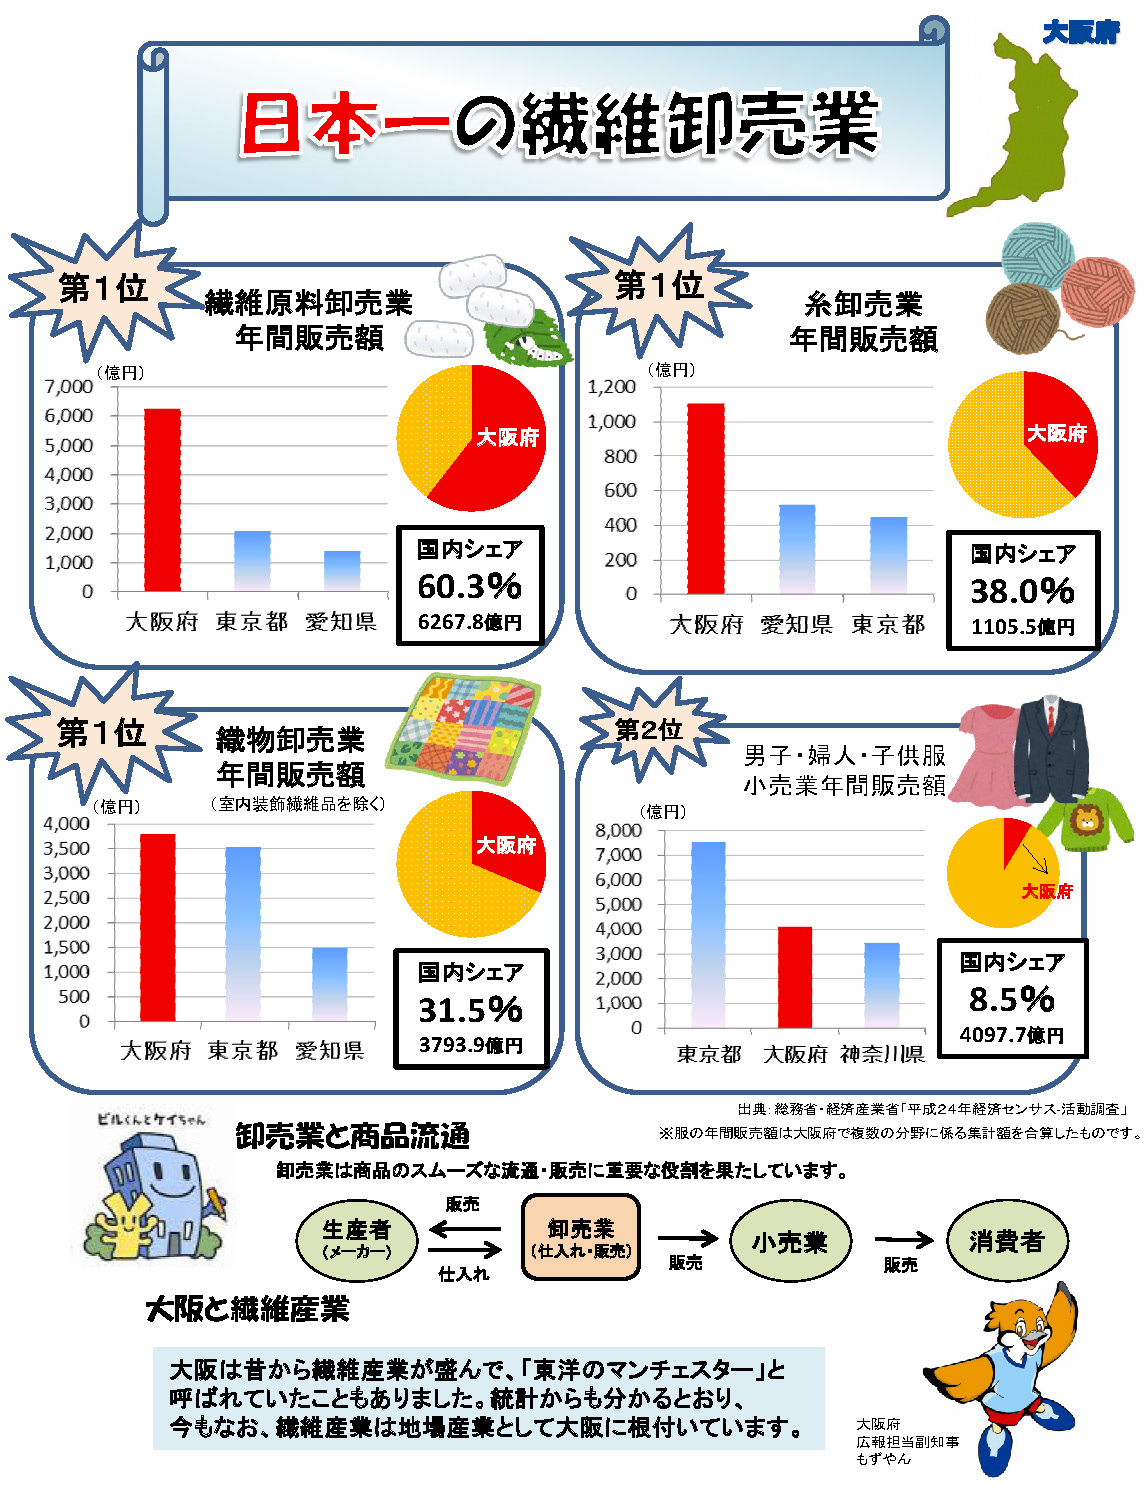 大阪府
日本一の繊維卸売業
第1位
繊維原料卸売業
年間販売額
（億円）
7,000
6,000
5,000
4,000
3,000
2,000
1,000
0
大阪府 東京都 愛知県
大阪府
国内シェア
60.3%
6267.8億円
第1位
糸卸売業
年間販売額
（億円）
1,200
1,000
800
600
400
200
0
大阪府 愛知県 東京都
大阪府
国内シェア
38.0%
1105.5億円
第1位
織物卸売業
年間販売額
（室内装飾繊維品を除く）
（億円）
4,000
3,500
3,000
2,500
2,000
1,500
1,000
500
0
大阪府 東京都 愛知県
大阪府
国内シェア
31.5%
3793.9億円
第2位
男子・婦人・子供服
小売業年間販売額
（億円）
8,000
7,000
6,000
5,000
4,000
3,000
2,000
1,000
0
東京都 大阪府 神奈川県
大阪府
国内シェア
8.5%
4097.7億円
出典：総務省・経済産業省「平成24年経済センサス-活動調査」
※服の年間販売額は大阪府で複数の分野に係る集計額を合算したものです。
ビルくんとケイちゃん
卸売業と商品流通
卸売業は商品のスムーズな流通・販売に重要な役割を果たしています。
生産者
（メーカー）
販売
仕入れ
卸売業
（仕入れ・販売）
販売
小売業
販売
消費者
大阪と繊維産業
大阪は昔から繊維産業が盛んで、「東洋のマンチェスター」と
呼ばれていたこともありました。統計からも分かるとおり、
今もなお、繊維産業は地場産業として大阪に根付いています。
大阪府
広報担当副知事
もずやん